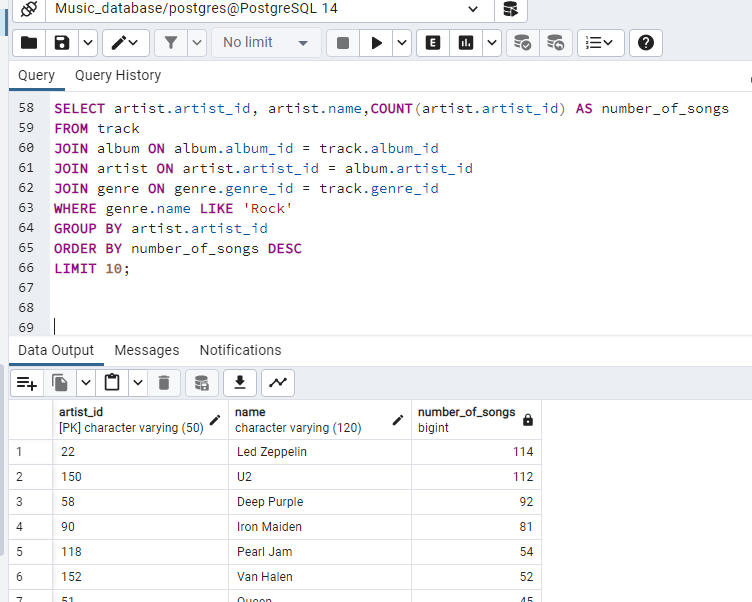 Music_database/postgres@PostgreSQL 14
No limit
E
Query Query History
58 SELECT artist.artist_id, artist.name,COUNT(artist.artist_id) AS number_of_songs
59 FROM track
60 JOIN album ON album.album_id = track.album_id
61 JOIN artist ON artist.artist_id = album.artist_id
62 JOIN genre ON genre.genre_id = track.genre_id
63 WHERE genre.name LIKE 'Rock'
64 GROUP BY artist.artist_id
65 ORDER BY number_of_songs DESC
66 LIMIT 10;
67
68
69
Data Output Messages Notifications
artist_id name number_of_songs
[PK] character varying (50) character varying (120) bigint
1 22 Led Zeppelin 114
2 150 U2 112
3 58 Deep Purple 92
4 90 Iron Maiden 81
5 118 Pearl Jam 54
6 152 Van Halen 52
7 51 Queen 45